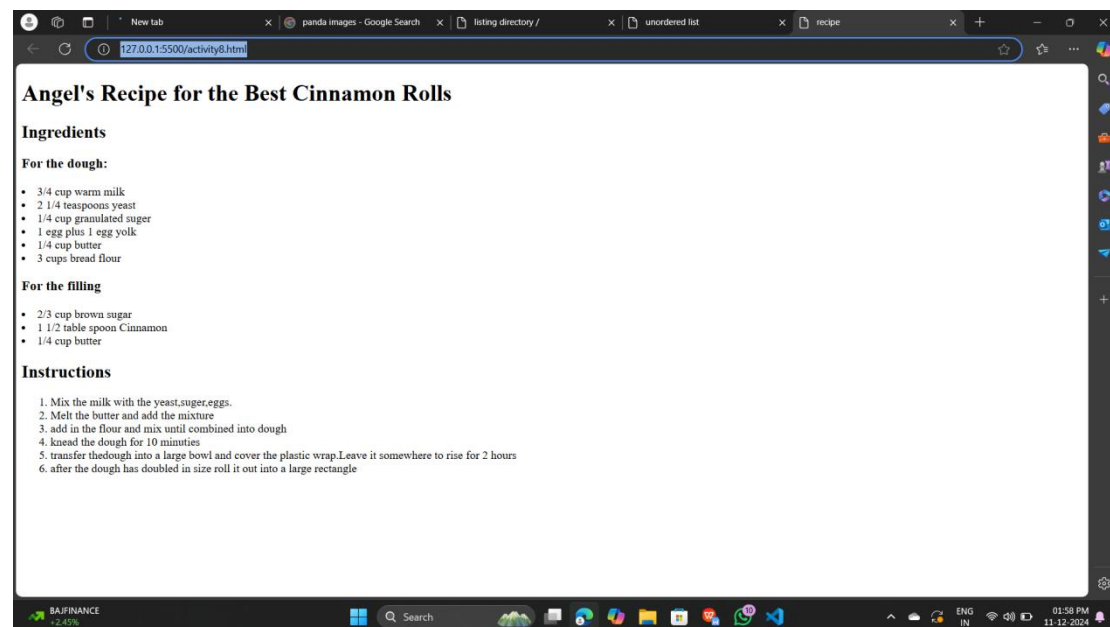 New tab
panda images - Google Search
listing directory /
unordered list
recipe
127.0.0.1:5500/activity8.html
Angel's Recipe for the Best Cinnamon Rolls
Ingredients
For the dough:
3/4 cup warm milk
2 1/4 teaspoons yeast
1/4 cup granulated suger
1 egg plus 1 egg yolk
1/4 cup butter
3 cups bread flour
For the filling
2/3 cup brown sugar
1 1/2 table spoon Cinnamon
1/4 cup butter
Instructions
1. Mix the milk with the yeast,suger,eggs.
2. Melt the butter and add the mixture
3. add in the flour and mix until combined into dough
4. knead the dough for 10 minuties
5. transfer thedough into a large bowl and cover the plastic wrap.Leave it somewhere to rise for 2 hours
6. after the dough has doubled in size roll it out into a large rectangle
BAJFINANCE
+2.45%
Search
10
ENG
IN
01:58 PM
11-12-2024